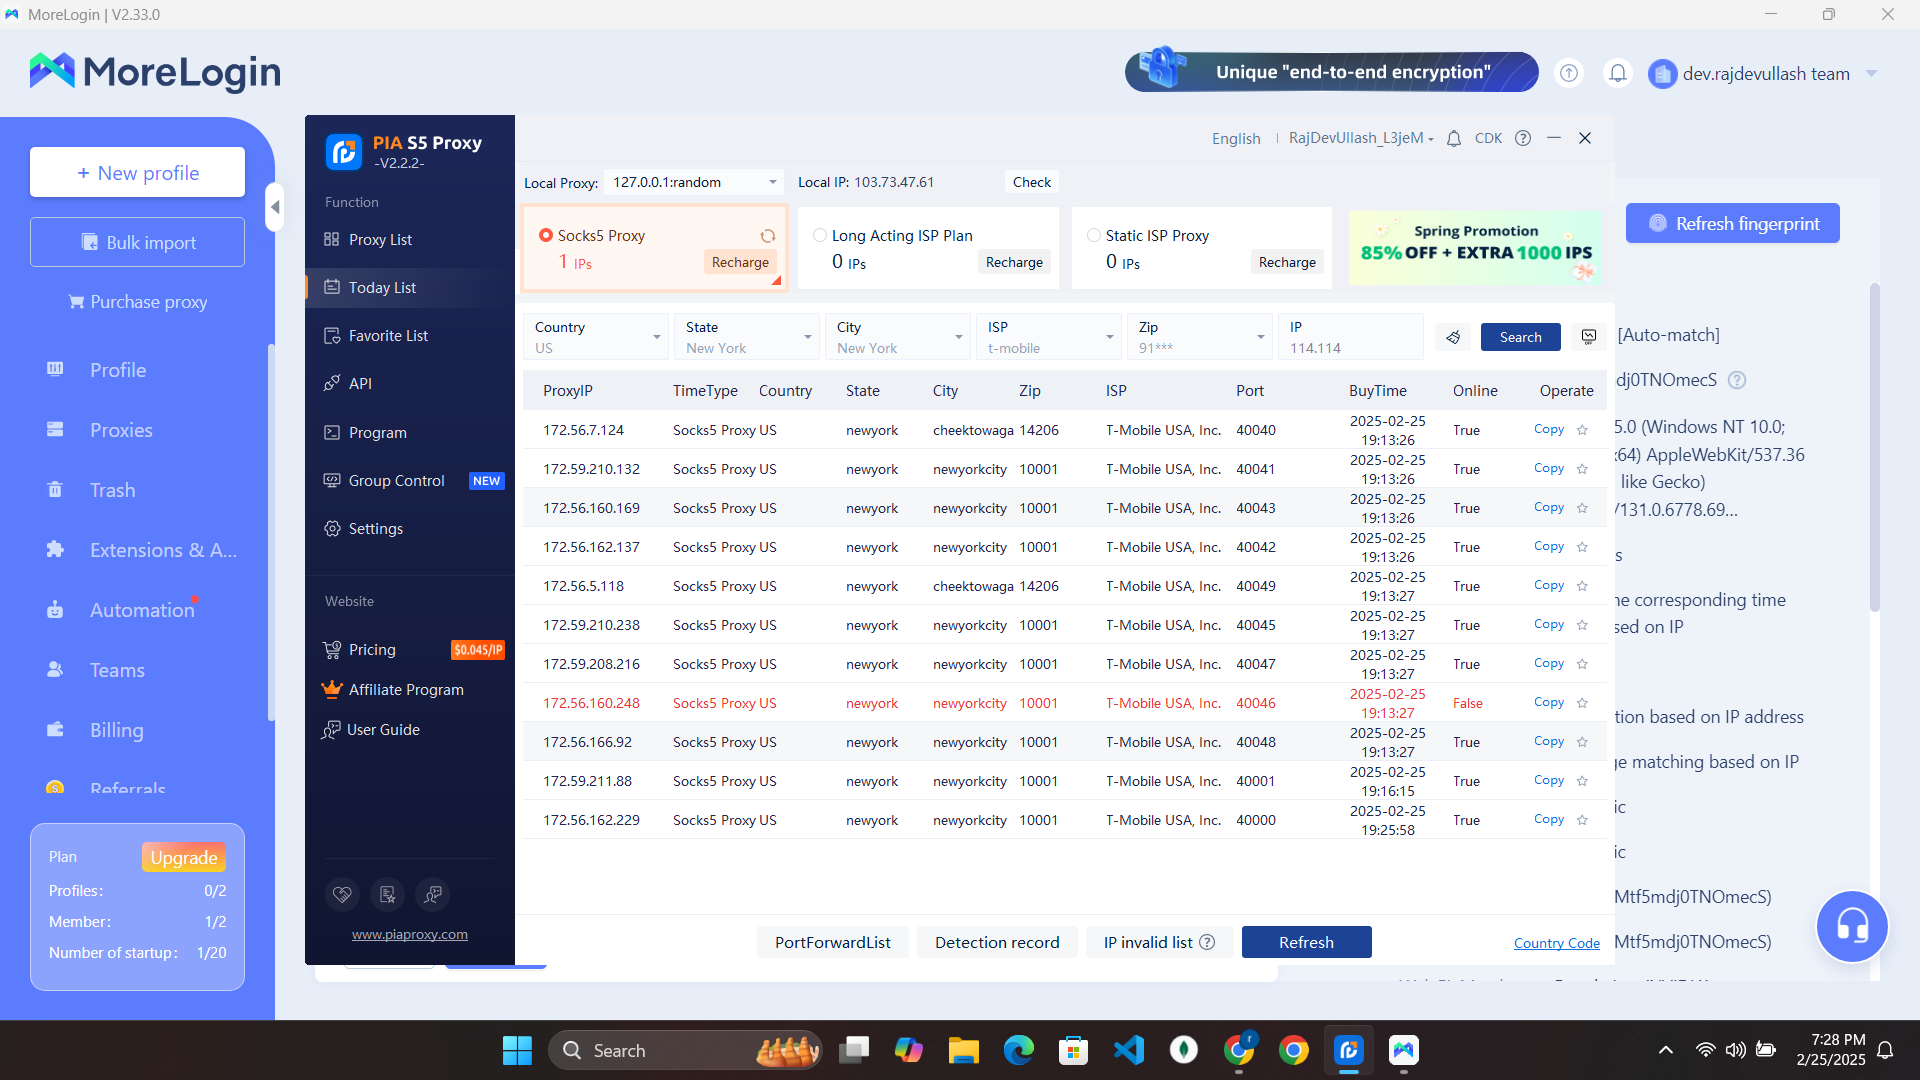 MoreLogin | V2.33.0
MoreLogin
Unique "end-to-end encryption"
dev.rajdevullash team
+ New profile
Bulk import
Purchase proxy
Profile
Proxies
Trash
Extensions & A...
Automation
Teams
Billing
Referrals
Plan
Upgrade
Profiles: 0/2
Member: 1/2
Number of startup: 1/20
PIA S5 Proxy
-V2.2.2-
Function
Proxy List
Today List
Favorite List
API
Program
Group Control NEW
Settings
Website
Pricing $0.045/IP
Affiliate Program
User Guide
www.piaproxy.com
English | RajDevUllash_L3jeM CDK
Local Proxy: 127.0.0.1:random Local IP: 103.73.47.61 Check
Socks5 Proxy
1 IPs Recharge
Long Acting ISP Plan
0 IPs Recharge
Static ISP Proxy
0 IPs Recharge
Spring Promotion
85% OFF + EXTRA 1000 IPS
Country State City ISP Zip IP
US New York New York t-mobile 91*** 114.114
Search
ProxyIP TimeType Country State City Zip ISP Port BuyTime Online Operate
172.56.7.124 Socks5 Proxy US newyork cheektowaga 14206 T-Mobile USA, Inc. 40040 2025-02-25 19:13:26 True Copy
172.59.210.132 Socks5 Proxy US newyork newyorkcity 10001 T-Mobile USA, Inc. 40041 2025-02-25 19:13:26 True Copy
172.56.160.169 Socks5 Proxy US newyork newyorkcity 10001 T-Mobile USA, Inc. 40043 2025-02-25 19:13:26 True Copy
172.56.162.137 Socks5 Proxy US newyork newyorkcity 10001 T-Mobile USA, Inc. 40042 2025-02-25 19:13:26 True Copy
172.56.5.118 Socks5 Proxy US newyork cheektowaga 14206 T-Mobile USA, Inc. 40049 2025-02-25 19:13:27 True Copy
172.59.210.238 Socks5 Proxy US newyork newyorkcity 10001 T-Mobile USA, Inc. 40045 2025-02-25 19:13:27 True Copy
172.59.208.216 Socks5 Proxy US newyork newyorkcity 10001 T-Mobile USA, Inc. 40047 2025-02-25 19:13:27 True Copy
172.56.160.248 Socks5 Proxy US newyork newyorkcity 10001 T-Mobile USA, Inc. 40046 2025-02-25 19:13:27 False Copy
172.56.166.92 Socks5 Proxy US newyork newyorkcity 10001 T-Mobile USA, Inc. 40048 2025-02-25 19:13:27 True Copy
172.59.211.88 Socks5 Proxy US newyork newyorkcity 10001 T-Mobile USA, Inc. 40001 2025-02-25 19:16:15 True Copy
172.56.162.229 Socks5 Proxy US newyork newyorkcity 10001 T-Mobile USA, Inc. 40000 2025-02-25 19:25:58 True Copy
PortForwardList Detection record IP invalid list Refresh Country Code
Refresh fingerprint
[Auto-match]
dj0TNOmecS
5.0 (Windows NT 10.0;
64) AppleWebKit/537.36
like Gecko)
/131.0.6778.69...
corresponding time
sed on IP
tion based on IP address
matching based on IP
ic
ic
Mtf5mdj0TNOmecS)
Mtf5mdj0TNOmecS)
Search
7:28 PM
2/25/2025